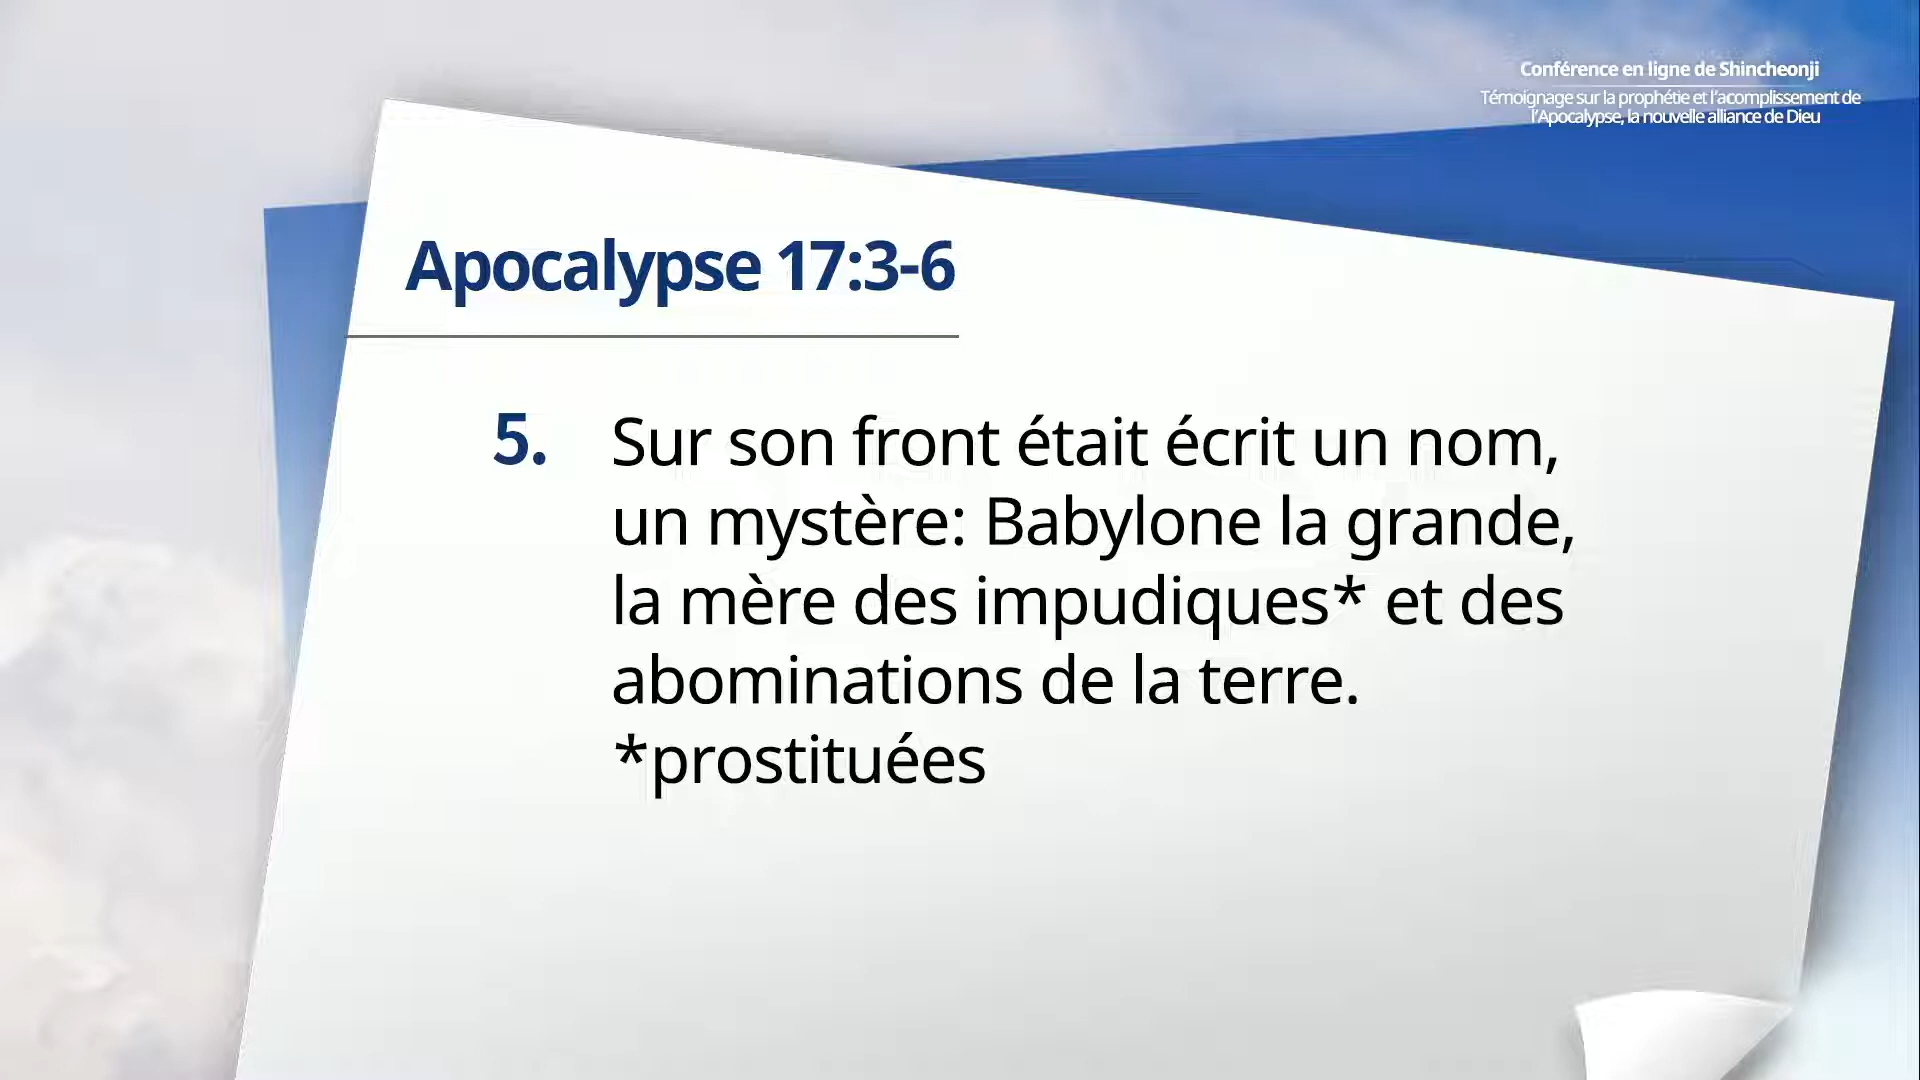 Conférence en ligne de Shincheonji
Témoignage sur la prophétie et l'acomplissement de
l'Apocalypse, la nouvelle alliance de Dieu
Apocalypse 17:3-6
5. Sur son front était écrit un nom,
un mystère: Babylone la grande,
la mère des impudiques* et des
abominations de la terre.
*prostituées